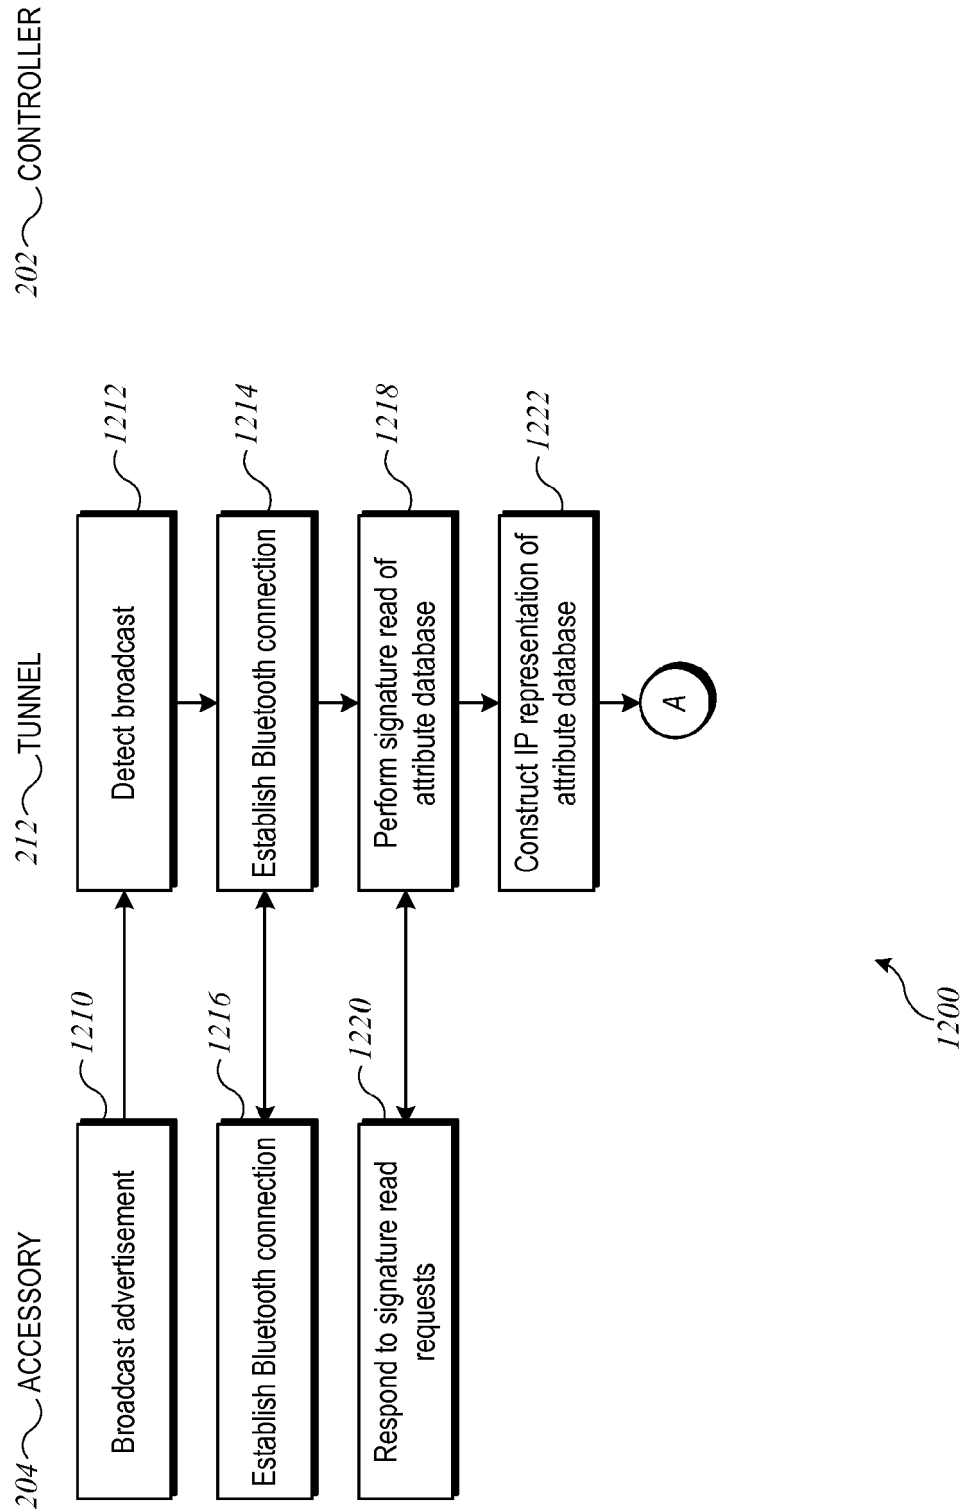 204 ACCESSORY
212 TUNNEL
202 CONTROLLER
1210
Broadcast advertisement
1212
Detect broadcast
1216
Establish Bluetooth connection
1214
Establish Bluetooth connection
1220
Respond to signature read
requests
1218
Perform signature read of
attribute database
1222
Construct IP representation of
attribute database
A
1200